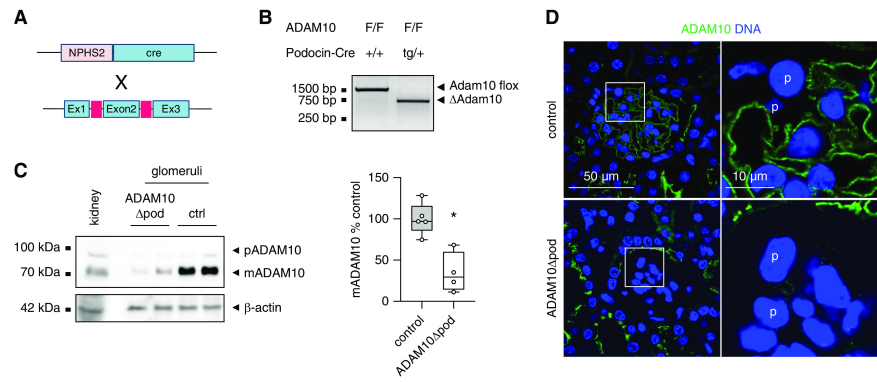 A
NPHS2 cre
X
Ex1 Exon2 Ex3
B
ADAM10 F/F F/F
Podocin-Cre +/+ tg/+
1500 bp
750 bp
250 bp
Adam10 flox
ΔAdam10
C
kidney
glomeruli
ADAM10
Δpod
ctrl
100 kDa
70 kDa
42 kDa
pADAM10
mADAM10
β-actin
mADAM10 % control
150
100
50
0
*
control
ADAM10Δpod
D
ADAM10 DNA
control
50 µm
p
p
10 µm
ADAM10Δpod
p
p